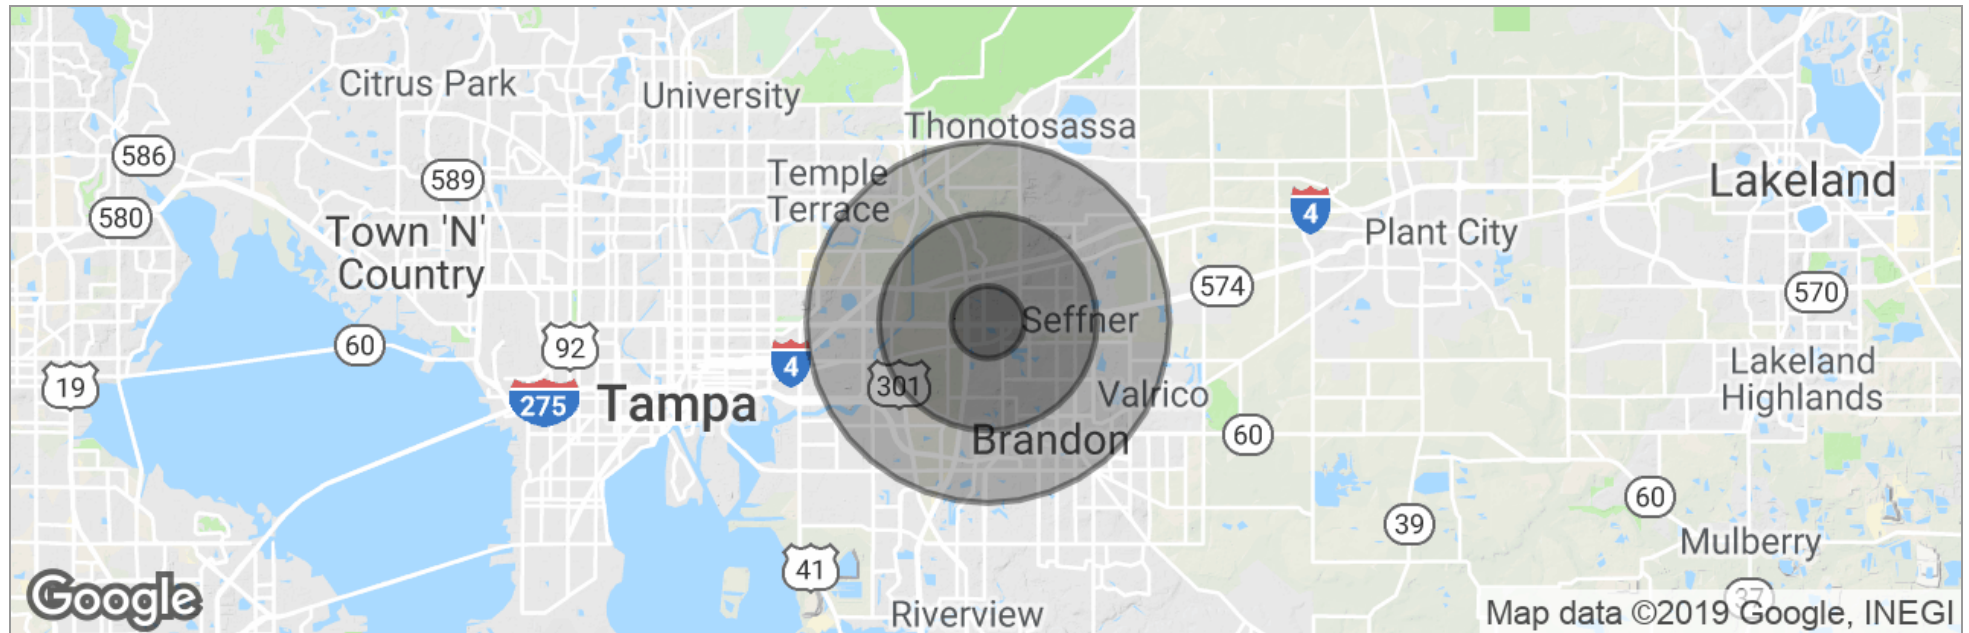 Citrus Park
University
Thonotosassa
586
589
Temple
Terrace
Lakeland
580
4
Town 'N'
Country
Plant City
574
570
Seffner
60
92
19
4
301
275
Tampa
Valrico
Lakeland
Highlands
Brandon
60
60
39
Mulberry
41
37
Google
Riverview
Map data ©2019 Google, INEGI